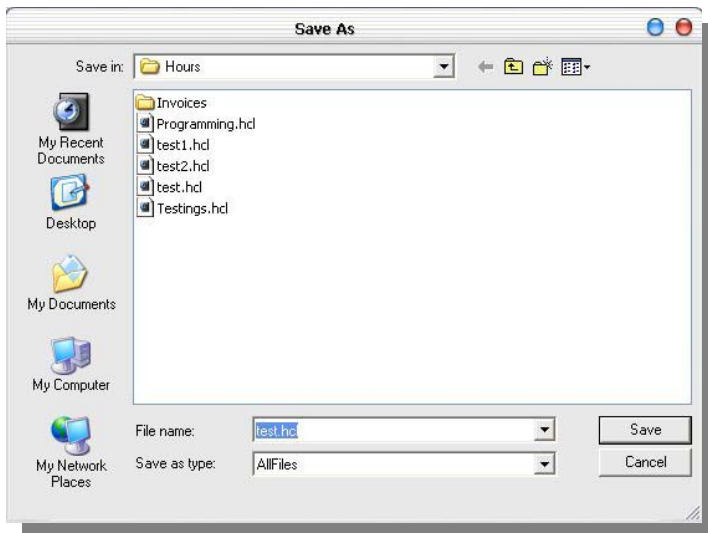 Save As
Save in:
Hours
My Recent
Documents
Desktop
My Documents
My Computer
My Network
Places
Invoices
Programming.hcl
test1.hcl
test2.hcl
test.hcl
Testings.hcl
File name:
test.hcl
Save
Save as type:
AllFiles
Cancel